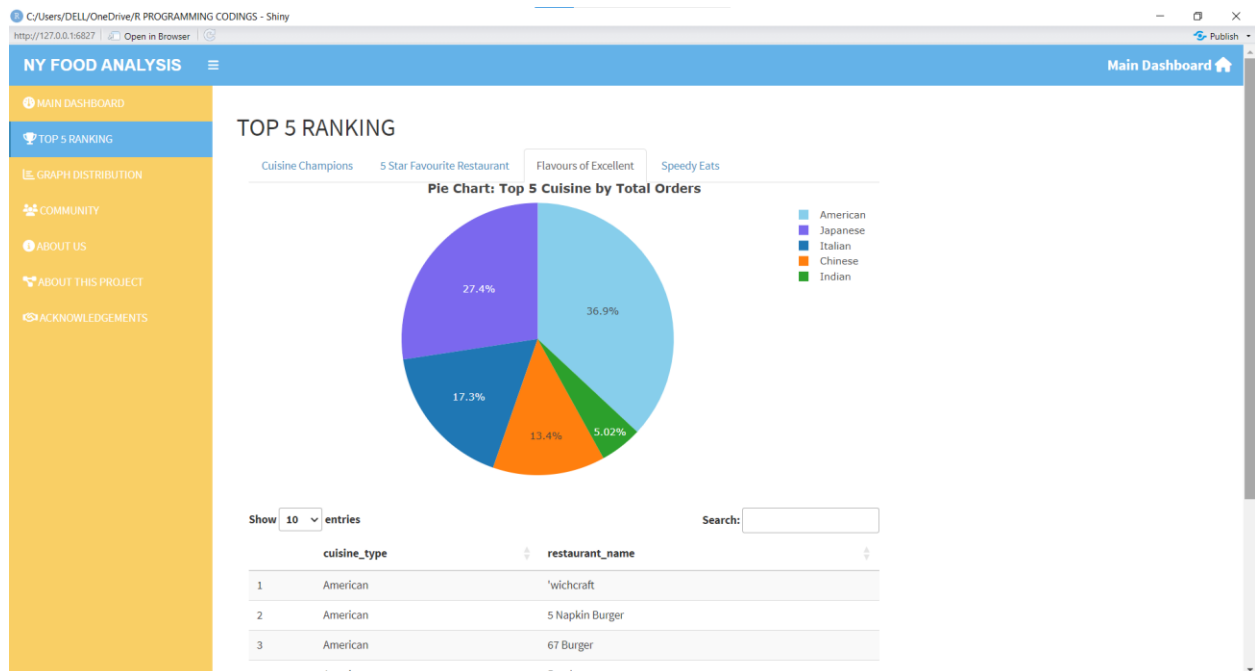 C:/Users/DELL/OneDrive/R PROGRAMMING CODINGS - Shiny
http://127.0.0.1:6827 Open in Browser Publish
NY FOOD ANALYSIS Main Dashboard
MAIN DASHBOARD
TOP 5 RANKING
GRAPH DISTRIBUTION
COMMUNITY
ABOUT US
ABOUT THIS PROJECT
ACKNOWLEDGEMENTS
TOP 5 RANKING
Cuisine Champions 5 Star Favourite Restaurant Flavours of Excellent Speedy Eats
Pie Chart: Top 5 Cuisine by Total Orders
American
Japanese
Italian
Chinese
Indian
27.4%
36.9%
17.3%
13.4%
5.02%
Show 10 entries Search:
cuisine_type restaurant_name
1 American 'wichcraft
2 American 5 Napkin Burger
3 American 67 Burger